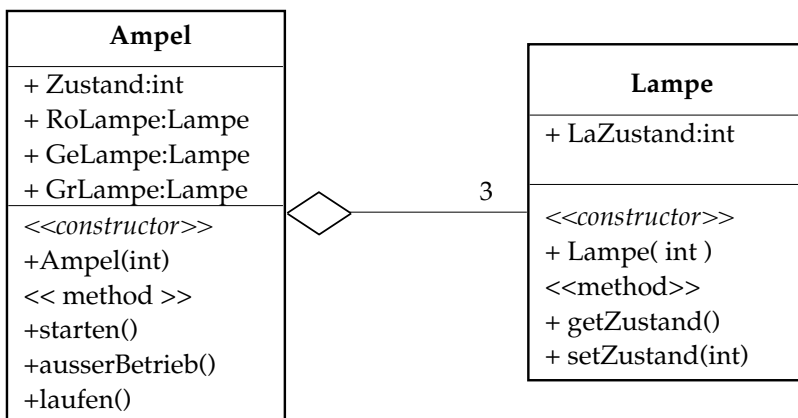 Ampel
+ Zustand:int
+ RoLampe:Lampe
+ GeLampe:Lampe
+ GrLampe:Lampe
<<constructor>>
+Ampel(int)
<< method >>
+starten()
+ausserBetrieb()
+laufen()
3
Lampe
+ LaZustand:int
<<constructor>>
+ Lampe( int )
<<method>>
+ getZustand()
+ setZustand(int)